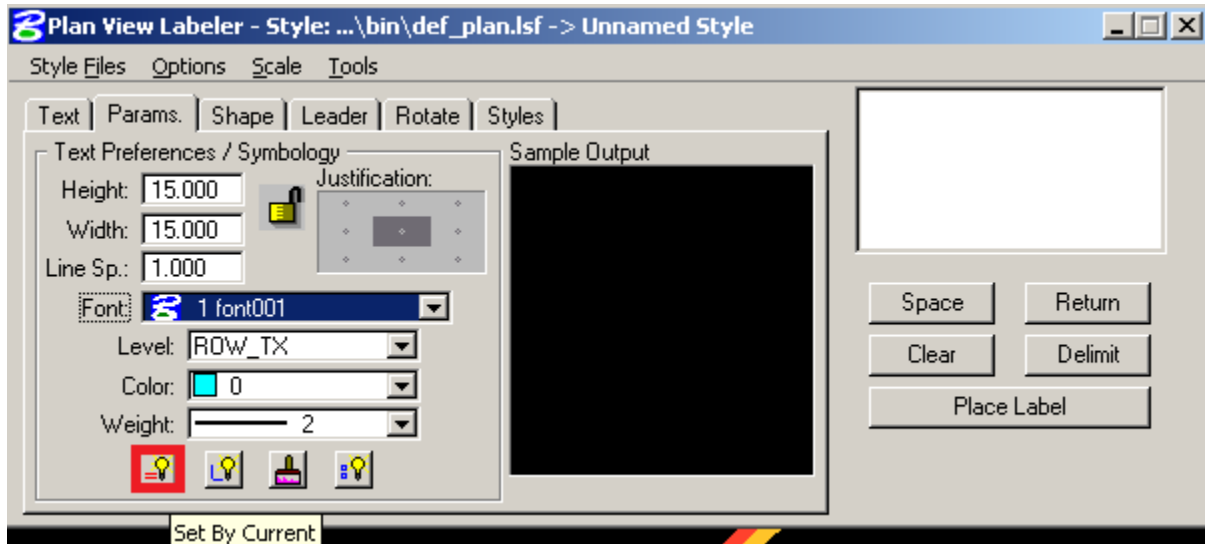 Plan View Labeler - Style: ...\bin\def_plan.lsf -> Unnamed Style
Style Files Options Scale Tools
Text Params. Shape Leader Rotate Styles
Text Preferences / Symbology
Sample Output
Height: 15.000
Justification:
Width: 15.000
Line Sp.: 1.000
Font: 1 font001
Level: ROW_TX
Color: 0
Weight: 2
Space Return
Clear Delimit
Place Label
Set By Current